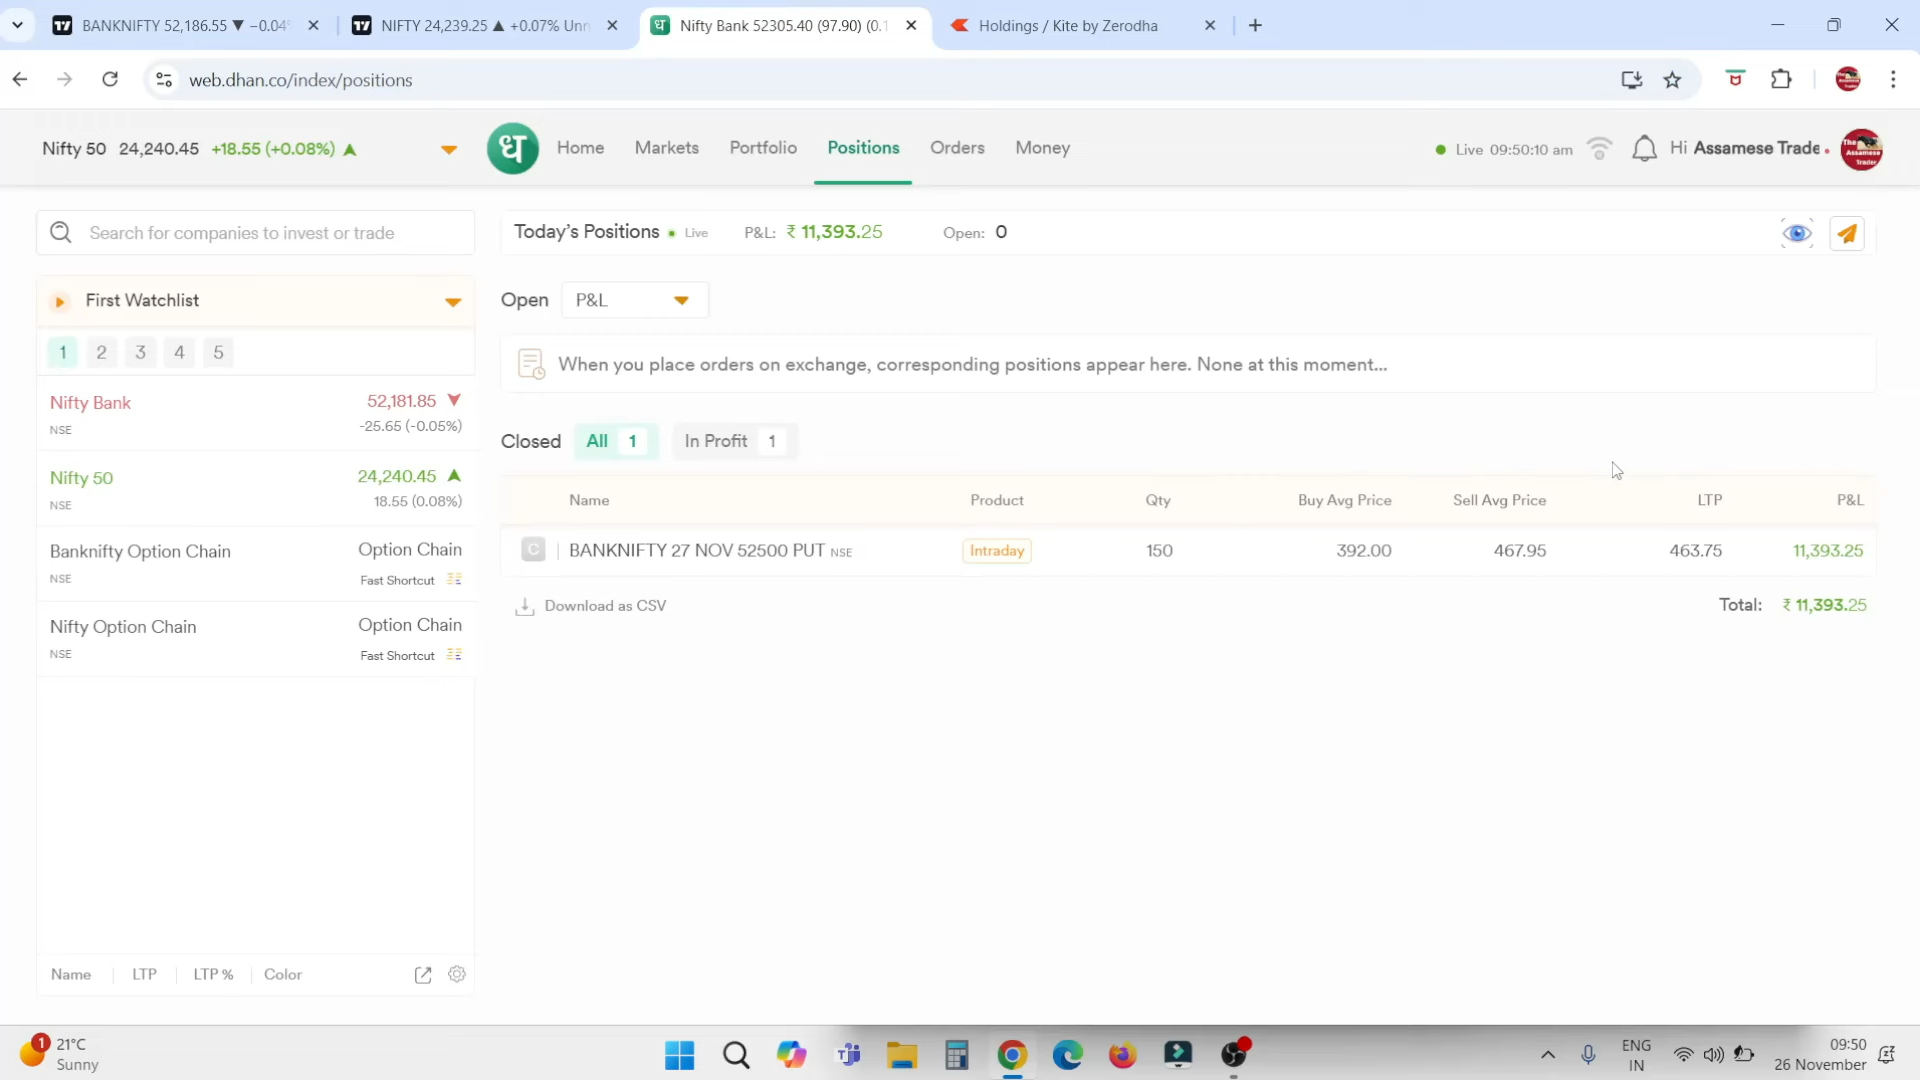 BANKNIFTY 52,186.55 ▼ −0.04
NIFTY 24,239.25 ▲ +0.07% Unn
Nifty Bank 52305.40 (97.90) (0.1
Holdings / Kite by Zerodha
web.dhan.co/index/positions
Nifty 50 24,240.45 +18.55 (+0.08%)
ध
Home
Markets
Portfolio
Positions
Orders
Money
Live 09:50:10 am
Hi Assamese Trade
The Assamese Trader
Search for companies to invest or trade
Today's Positions Live P&L: ₹ 11,393.25 Open: 0
First Watchlist
1 2 3 4 5
Nifty Bank 52,181.85
NSE -25.65 (-0.05%)
Nifty 50 24,240.45
NSE 18.55 (0.08%)
Banknifty Option Chain Option Chain
NSE Fast Shortcut
Nifty Option Chain Option Chain
NSE Fast Shortcut
Name LTP LTP % Color
Open P&L
When you place orders on exchange, corresponding positions appear here. None at this moment...
Closed All 1 In Profit 1
Name Product Qty Buy Avg Price Sell Avg Price LTP P&L
C BANKNIFTY 27 NOV 52500 PUT NSE Intraday 150 392.00 467.95 463.75 11,393.25
Download as CSV Total: ₹ 11,393.25
1
21°C
Sunny
ENG
IN
09:50
26 November